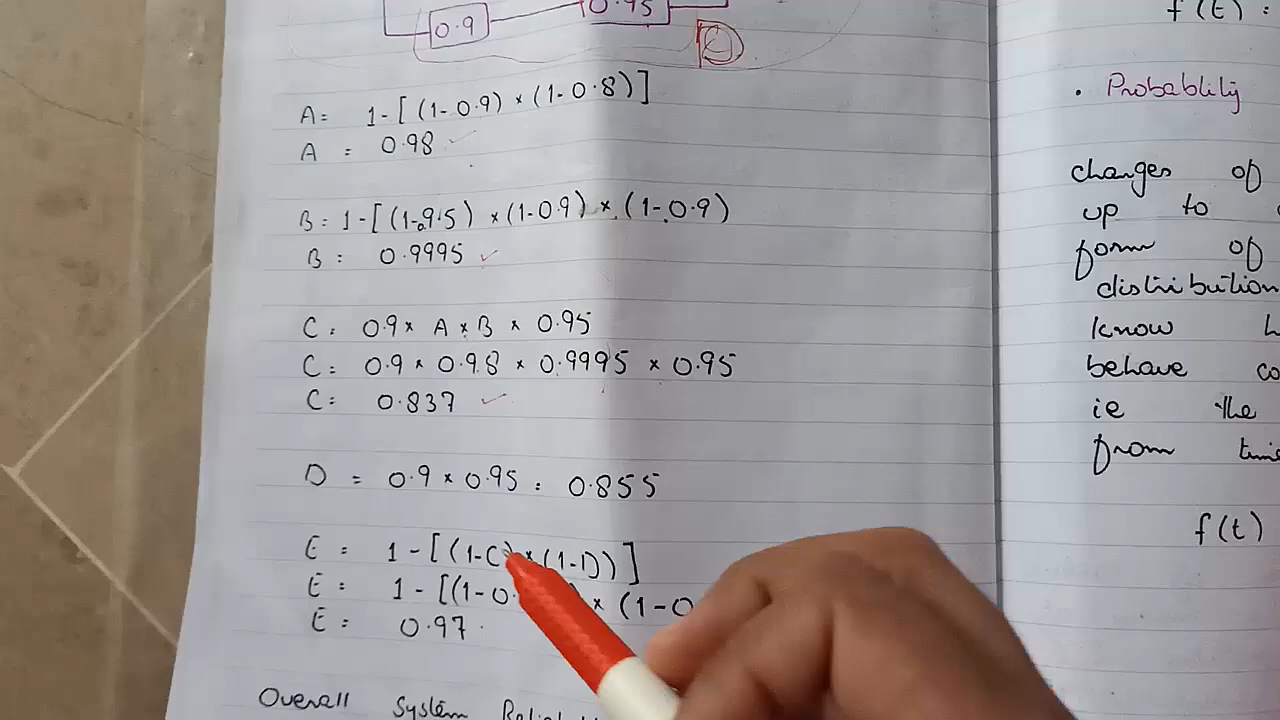 0.9 0.95
E
A = 1 - [ (1-0.9) × (1-0.8) ]
A = 0.98
B = 1 - [ (1-0.95) × (1-0.9) × (1-0.9)
B = 0.9995
C = 0.9 × A × B × 0.95
C = 0.9 × 0.98 × 0.9995 × 0.95
C = 0.837
D = 0.9 × 0.95 = 0.855
E = 1 - [ (1-C) × (1-D) ]
E = 1 - [ (1-0. ) × (1-0
E = 0.97
Overall System
f(t) =
. Probablility
changes of
up to
form of
distribution
know
behave
ie the
from
f(t)